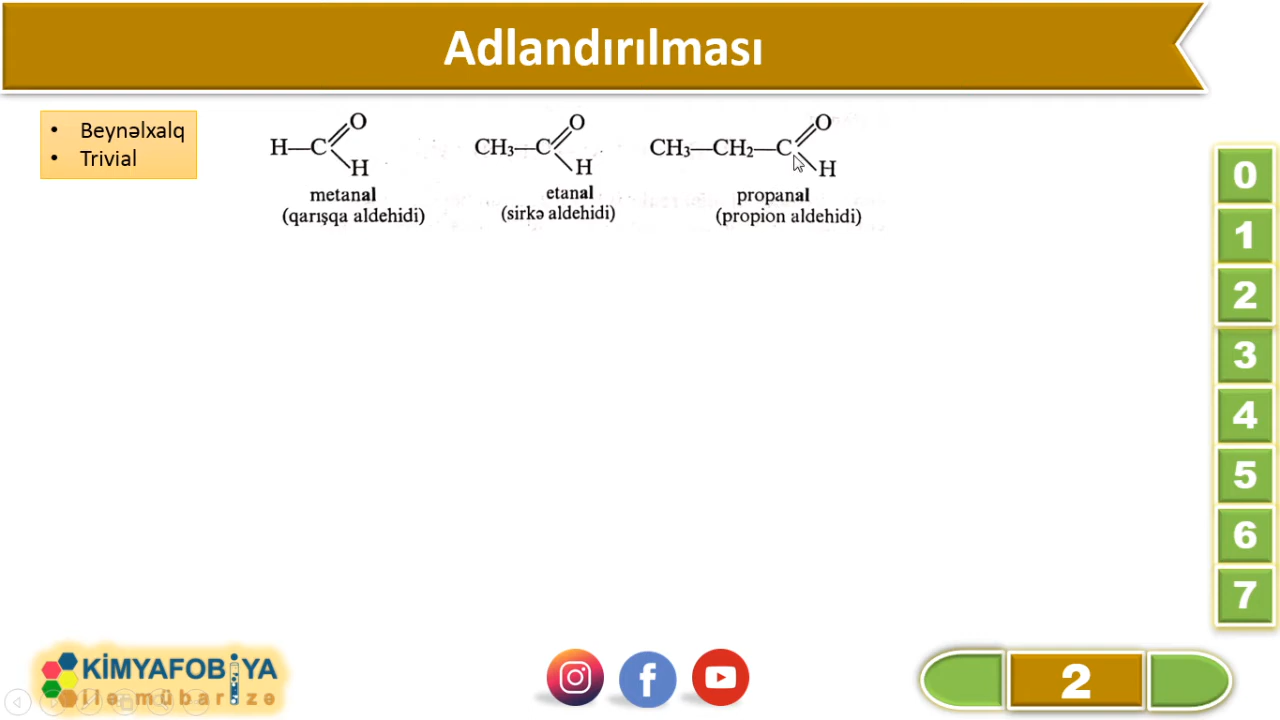 Adlandırılması
• Beynəlxalq
• Trivial
O
H—C
H
metanal
(qarışqa aldehidi)
O
CH₃—C
H
etanal
(sirkə aldehidi)
O
CH₃—CH₂—C
H
propanal
(propion aldehidi)
0
1
2
3
4
5
6
7
KİMYAFOBİYA
ilə mübarizə
2